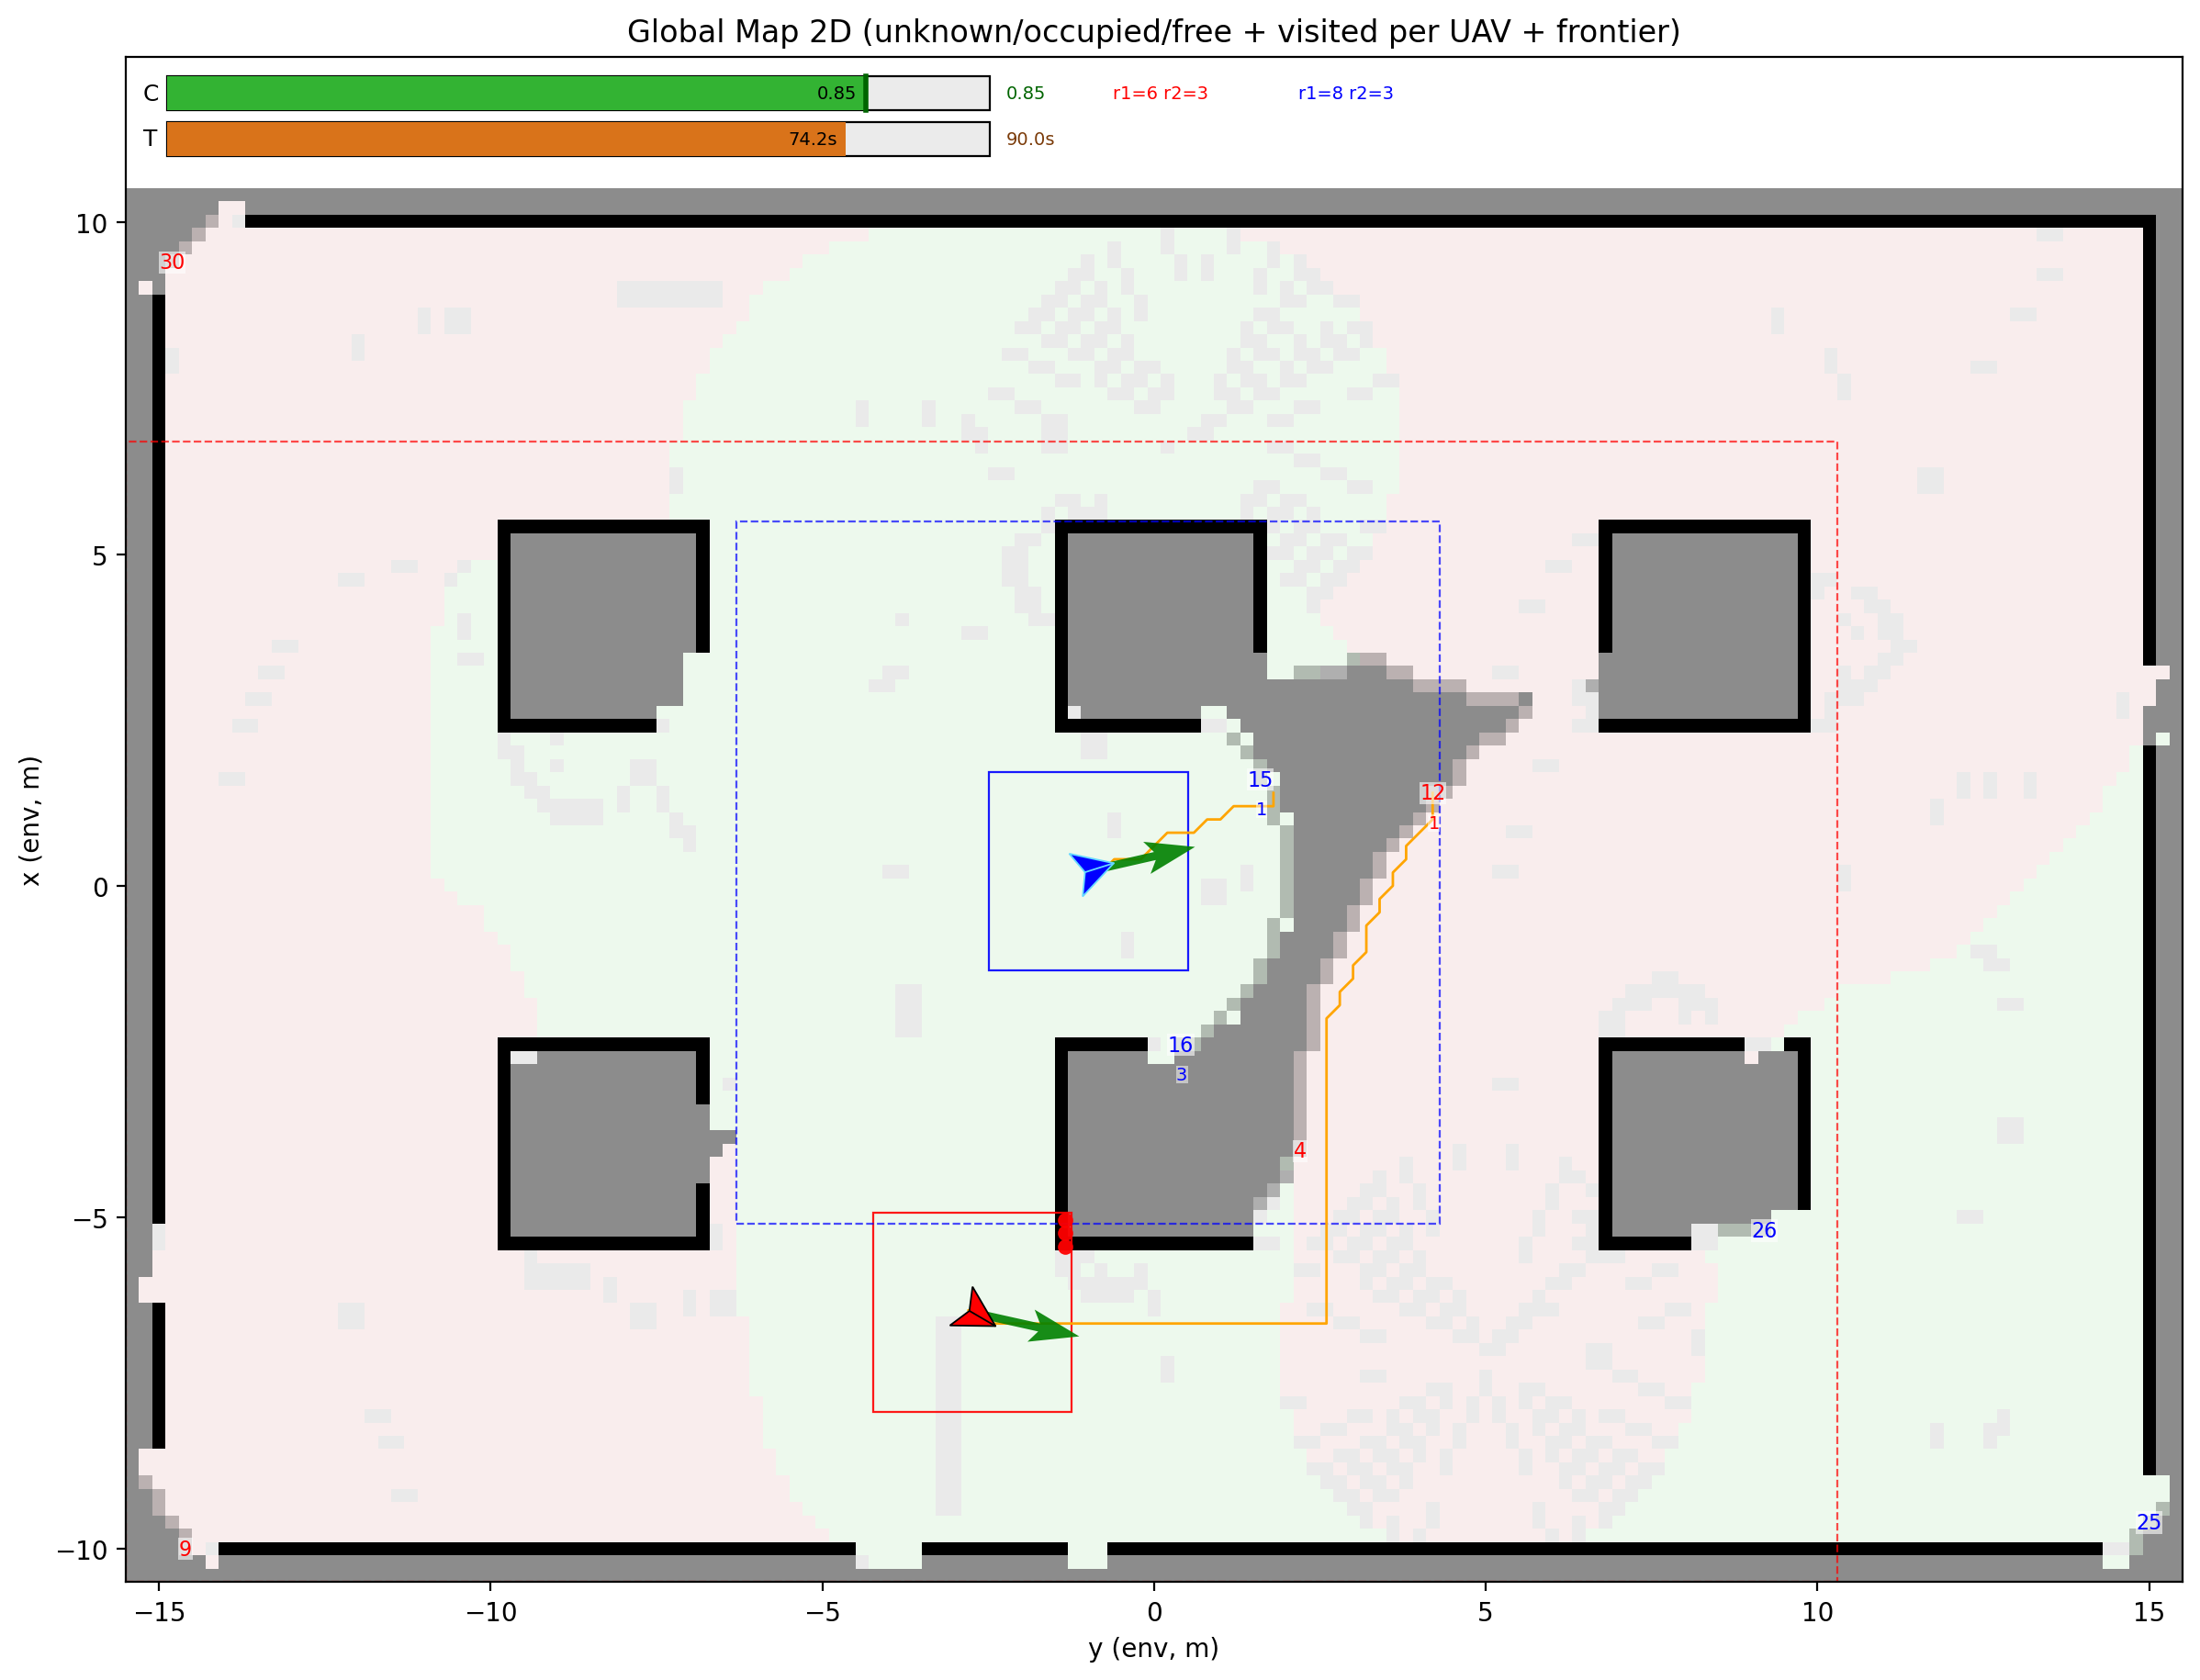 Global Map 2D (unknown/occupied/free + visited per UAV + frontier)
C 0.85 0.85 r1=6 r2=3 r1=8 r2=3
T 74.2s 90.0s
10
30
5
15
12
1
1
0
16
3
4
−5
26
25
9
−10
−15 −10 −5 0 5 10 15
x (env, m)
y (env, m)